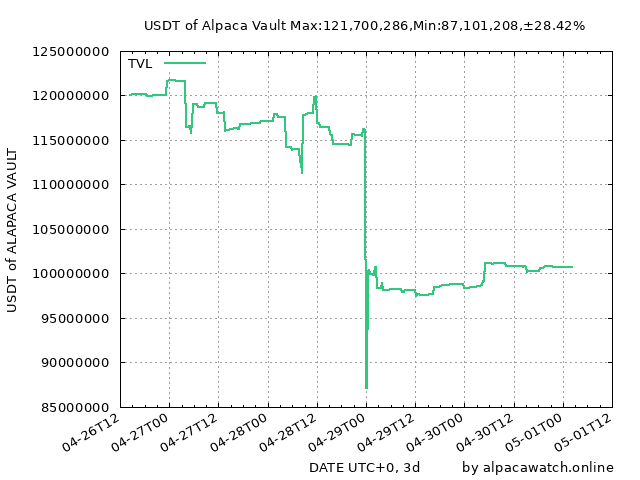 USDT of Alpaca Vault Max:121,700,286,Min:87,101,208,±28.42%
TVL
125000000
120000000
115000000
110000000
105000000
100000000
95000000
90000000
85000000
USDT of ALAPACA VAULT
04-26T12
04-27T00
04-27T12
04-28T00
04-28T12
04-29T00
04-29T12
04-30T00
04-30T12
05-01T00
05-01T12
DATE UTC+0, 3d
by alpacawatch.online